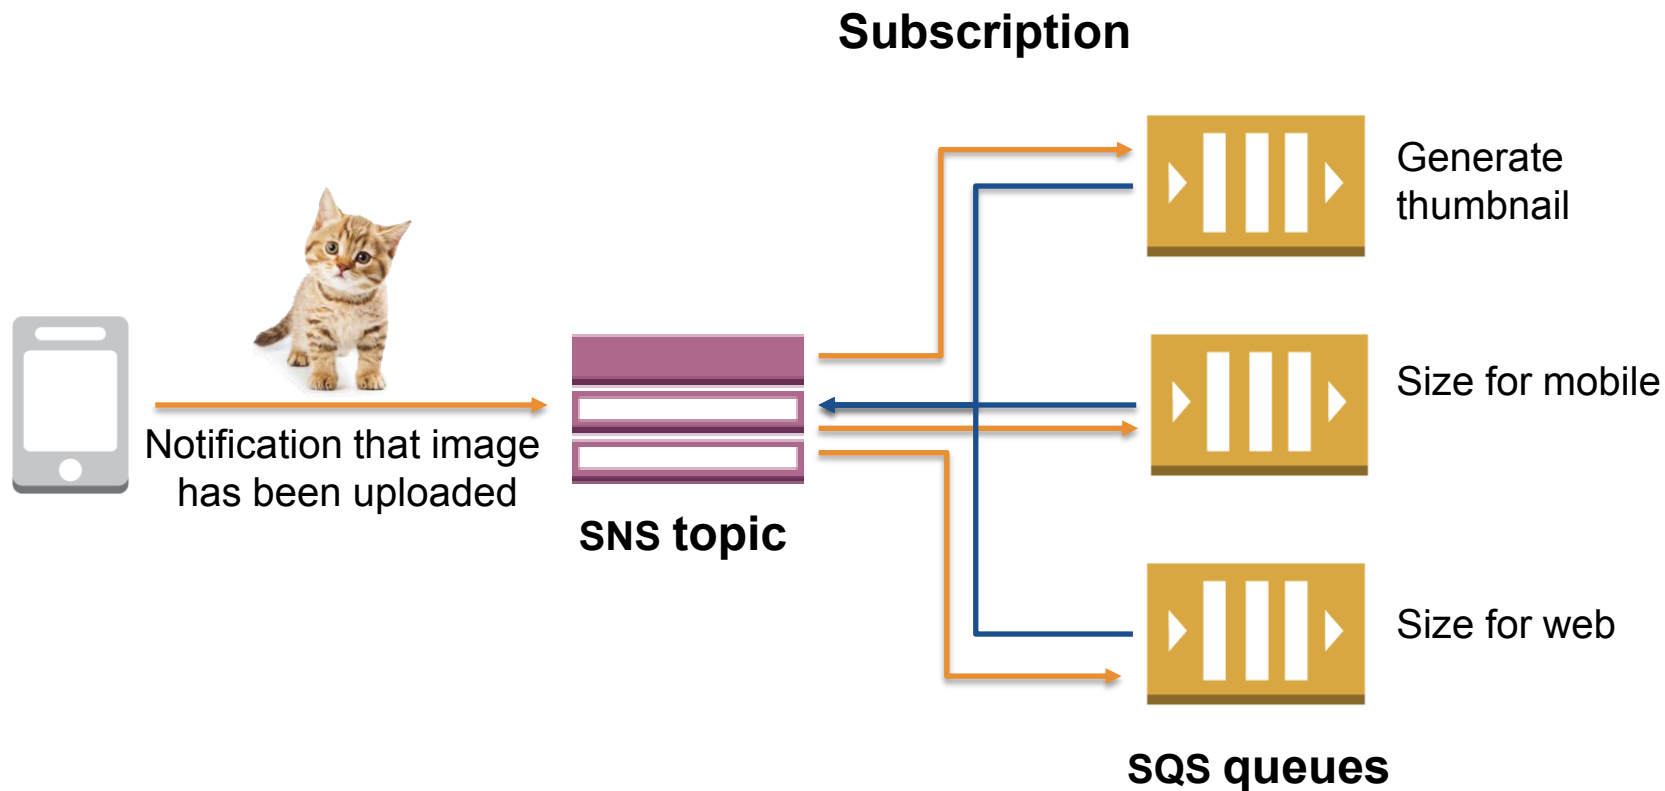 Subscription
Generate
thumbnail
Notification that image
has been uploaded
Size for mobile
SNS topic
Size for web
SQS queues